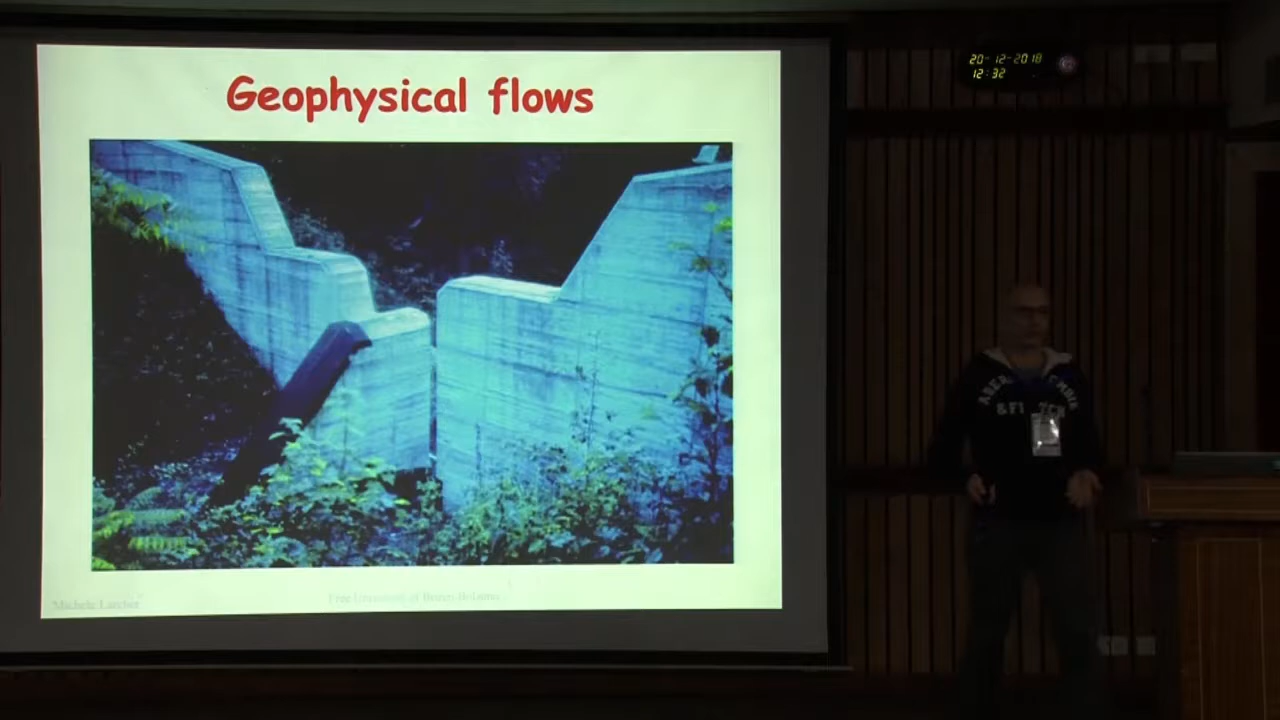 Geophysical flows
20-12-2018
12:32
Michele Larcher
Free University of Bozen-Bolzano